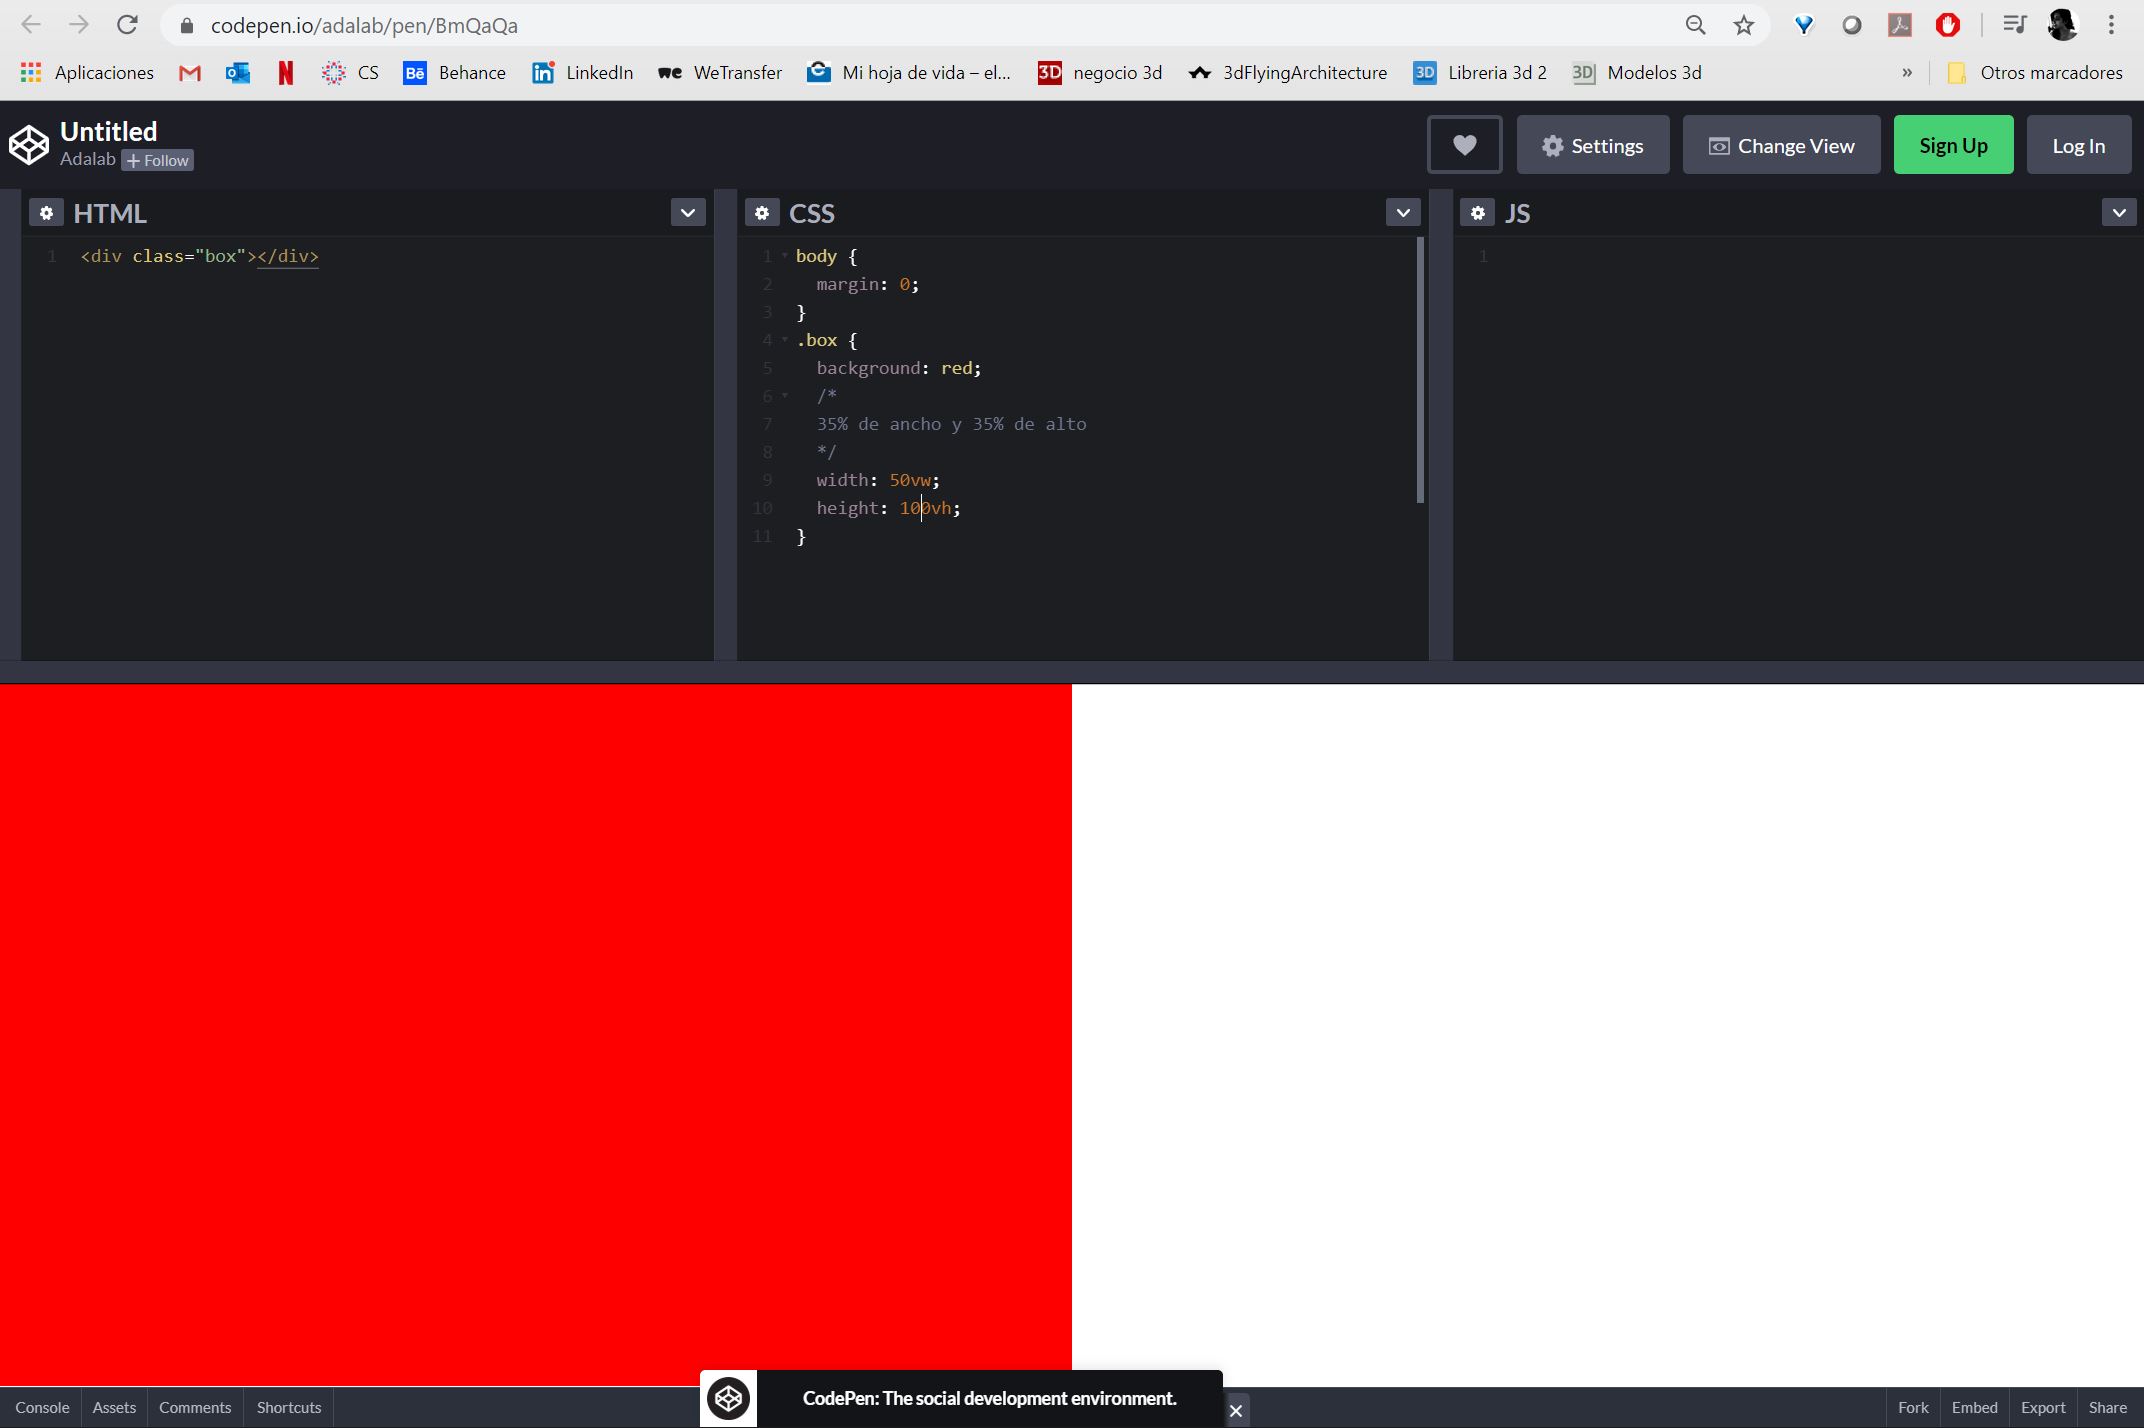 codepen.io/adalab/pen/BmQaQa
Aplicaciones CS Behance LinkedIn WeTransfer Mi hoja de vida – el... negocio 3d 3dFlyingArchitecture Libreria 3d 2 Modelos 3d » Otros marcadores
Untitled
Adalab + Follow
Settings Change View Sign Up Log In
HTML
1 <div class="box"></div>
CSS
1 body {
2 margin: 0;
3 }
4 .box {
5 background: red;
6 /*
7 35% de ancho y 35% de alto
8 */
9 width: 50vw;
10 height: 100vh;
11 }
JS
1
CodePen: The social development environment.
Console Assets Comments Shortcuts
Fork Embed Export Share